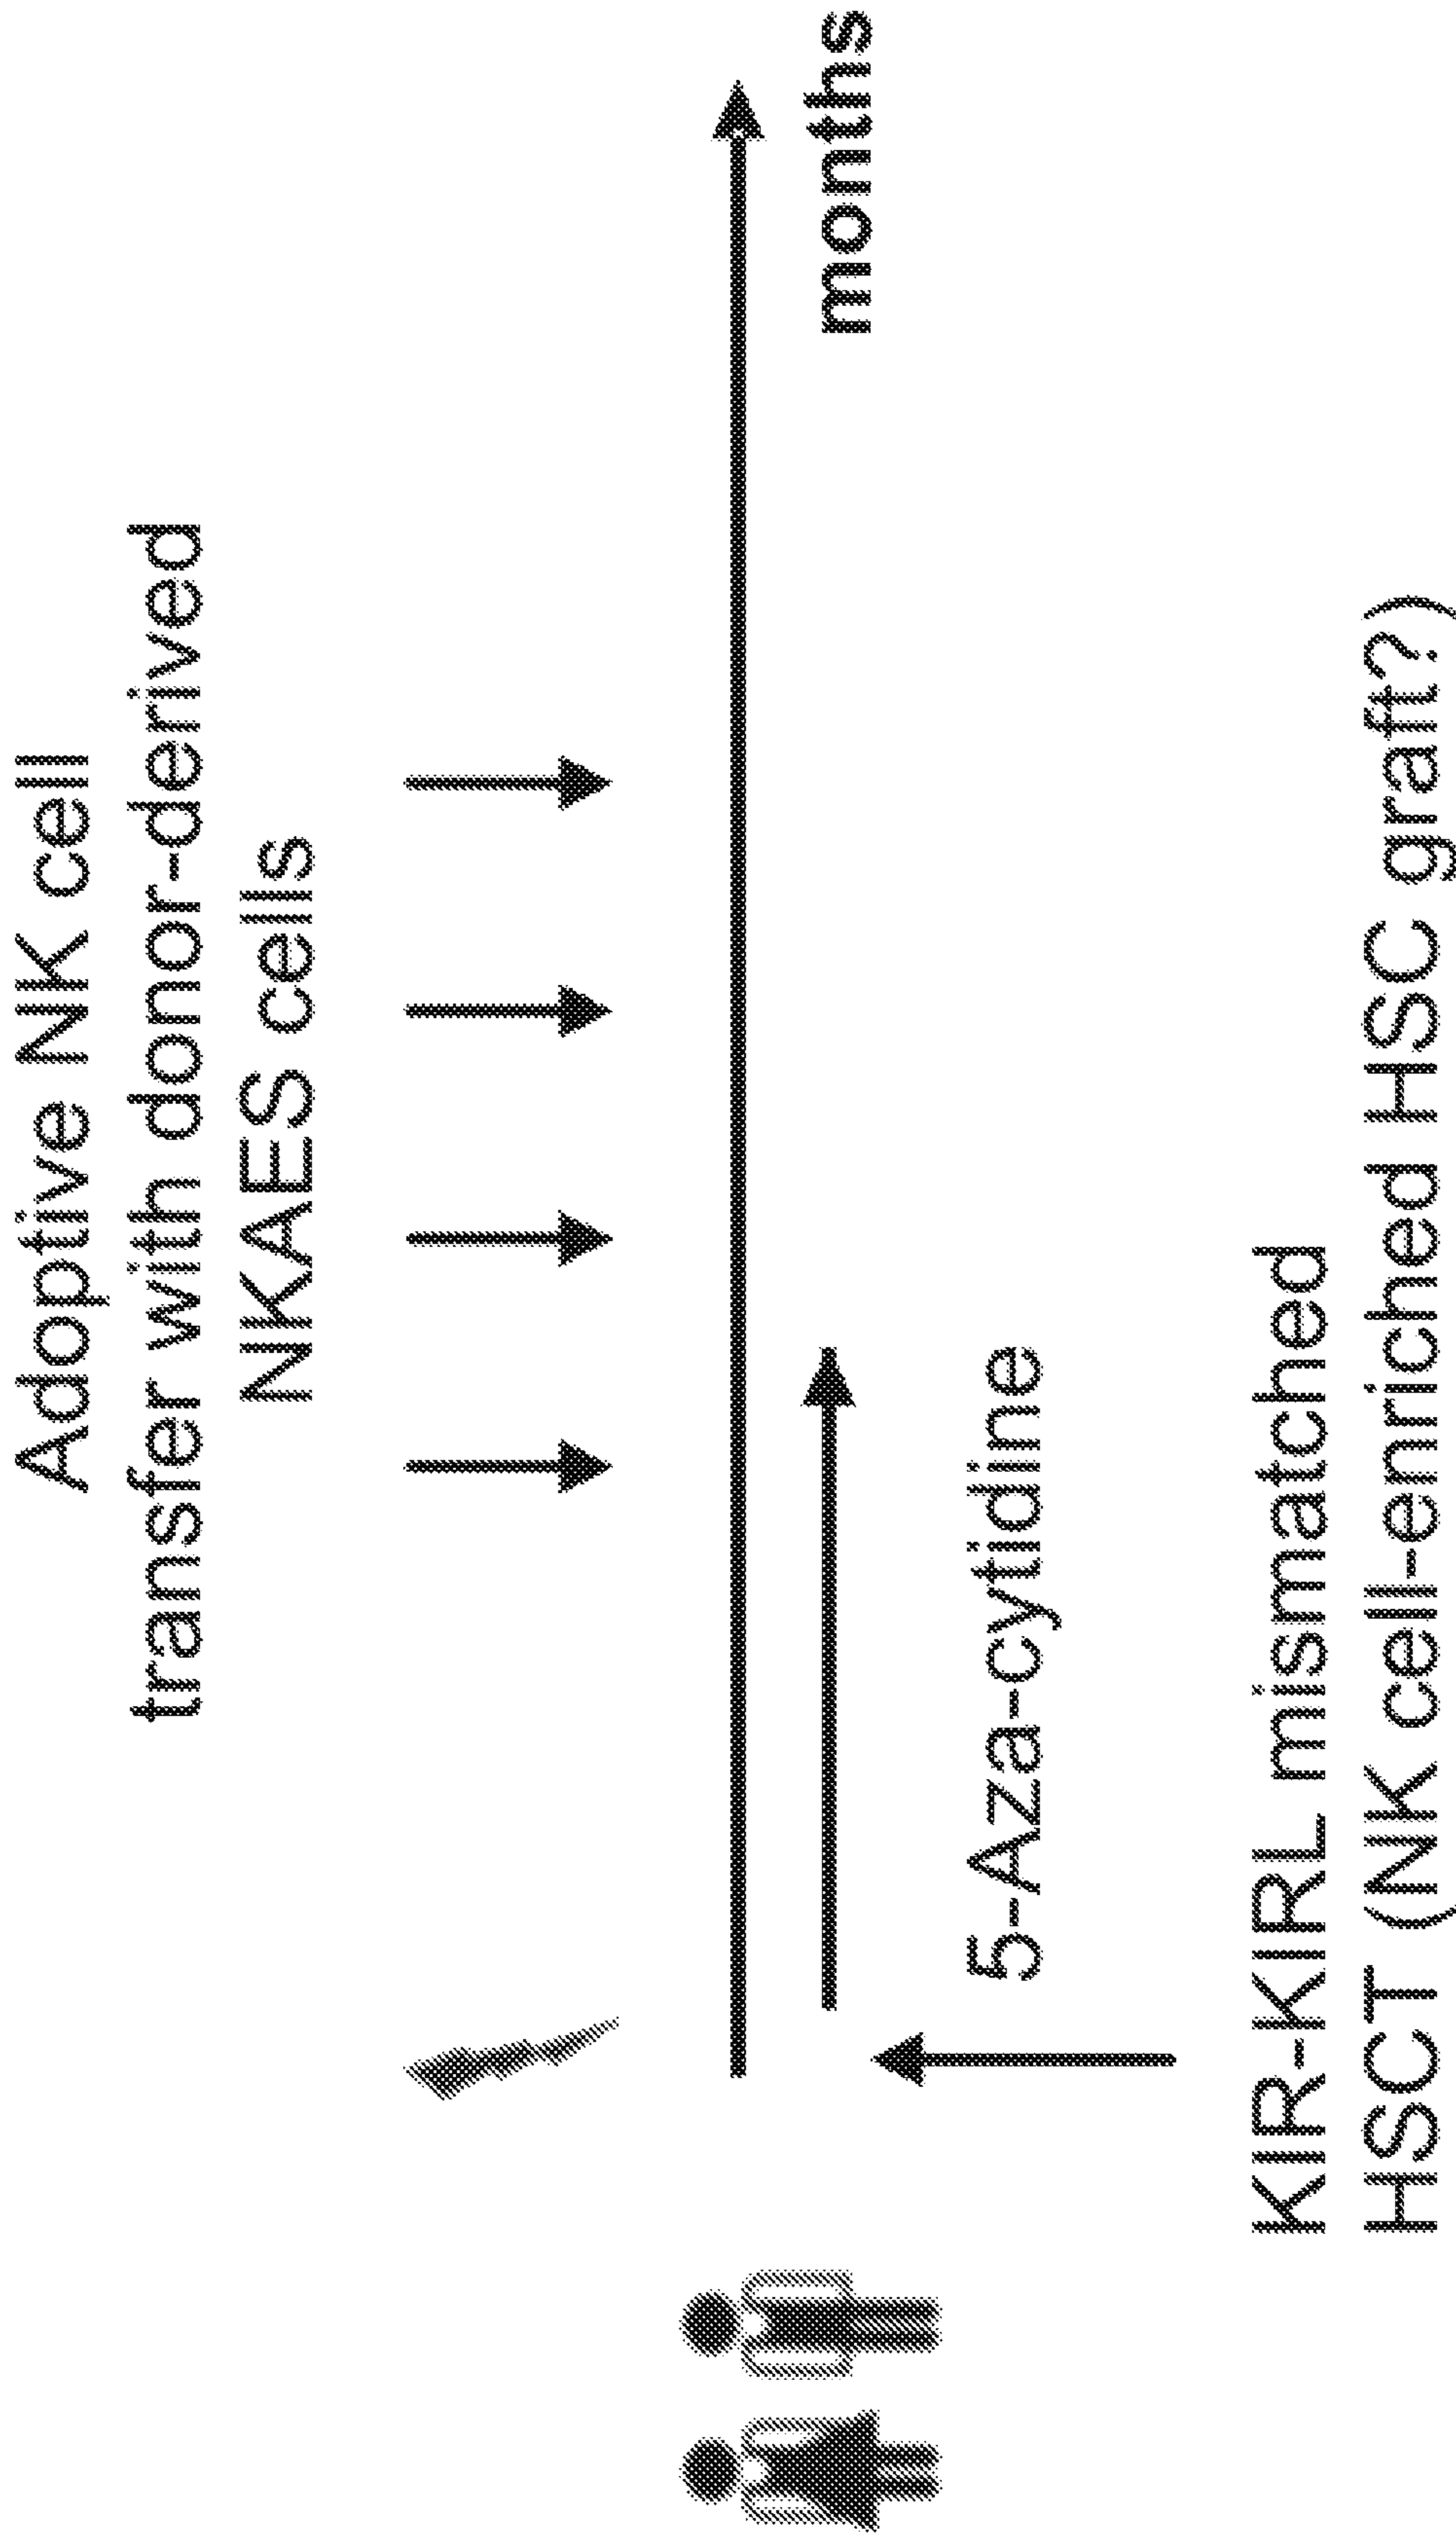 Adoptive NK cell
transfer with donor-derived
NKAES cells
months
5-Aza-cytidine
KIR-KIRL mismatched
HSCT (NK cell-enriched HSC graft?)